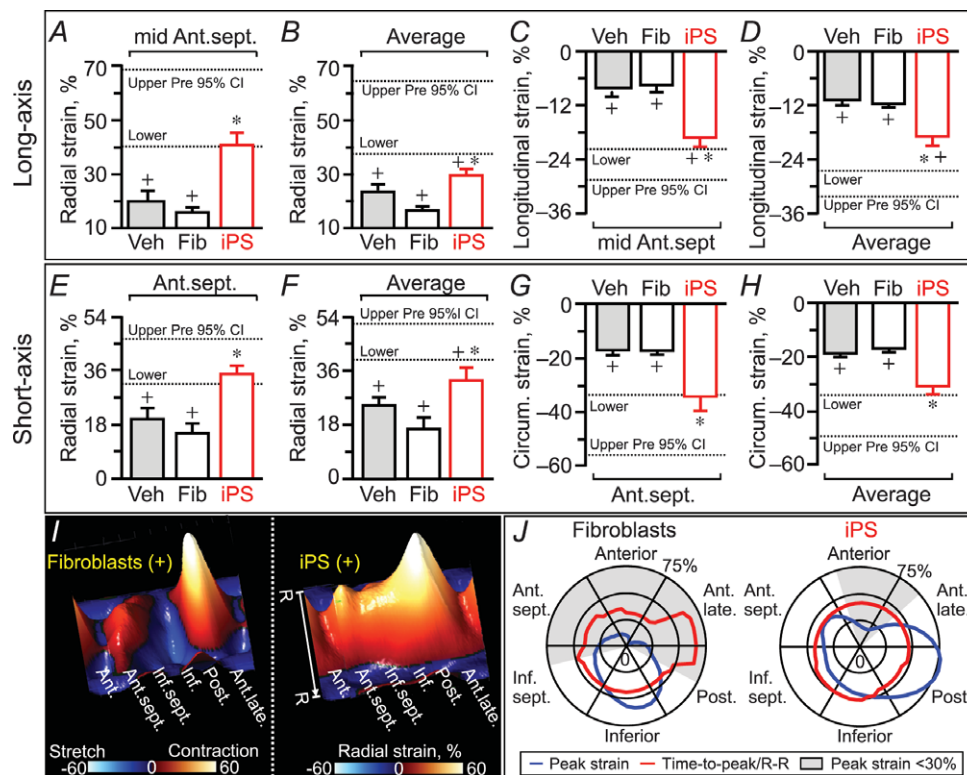 Long-axis
A
mid Ant.sept.
Radial strain, %
70
50
30
10
Upper Pre 95% CI
Lower
+
+
*
Veh Fib iPS
B
Average
Radial strain, %
70
50
30
10
Upper Pre 95% CI
Lower
+
+
+ *
Veh Fib iPS
C
Veh Fib iPS
Longitudinal strain, %
0
–12
–24
–36
+
+
+ *
Lower
Upper Pre 95% CI
mid Ant.sept
D
Veh Fib iPS
Longitudinal strain, %
0
–12
–24
–36
+
+
* +
Lower
Upper Pre 95% CI
Average
Short-axis
E
Ant.sept.
Radial strain, %
54
36
18
0
Upper Pre 95% CI
Lower
+
+
*
Veh Fib iPS
F
Average
Radial strain, %
54
36
18
0
Upper Pre 95%I CI
Lower
+
+
+ *
Veh Fib iPS
G
Veh Fib iPS
Circum. strain, %
0
–20
–40
–60
+
+
*
Lower
Upper Pre 95% CI
Ant.sept.
H
Veh Fib iPS
Circum. strain, %
0
–20
–40
–60
+
+
*
Lower
Upper Pre 95% CI
Average
I
Fibroblasts (+)
Ant.
Ant.sept.
Inf.sept.
Inf.
Post.
Ant.late.
Stretch Contraction
-60 0 60
iPS (+)
R
R
Ant.
Ant.sept.
Inf.sept.
Inf.
Post.
Ant.late.
Radial strain, %
-60 0 60
J
Fibroblasts
Anterior
75%
Ant. sept.
Ant. late.
0
Inf. sept.
Post.
Inferior
iPS
Anterior
75%
Ant. sept.
Ant. late.
0
Inf. sept.
Post.
Inferior
Peak strain Time-to-peak/R-R Peak strain <30%